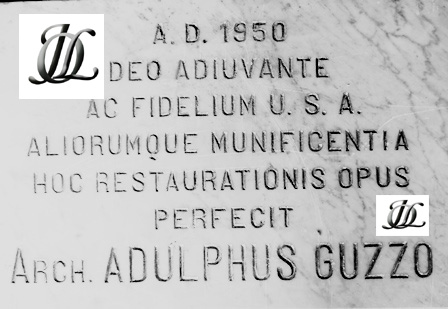 A. D. 1950
DEO ADIUVANTE
AC FIDELIUM U. S. A.
ALIORUMQUE MUNIFICENTIA
HOC RESTAURATIONIS OPUS
PERFECIT
ARCH. ADULPHUS GUZZO